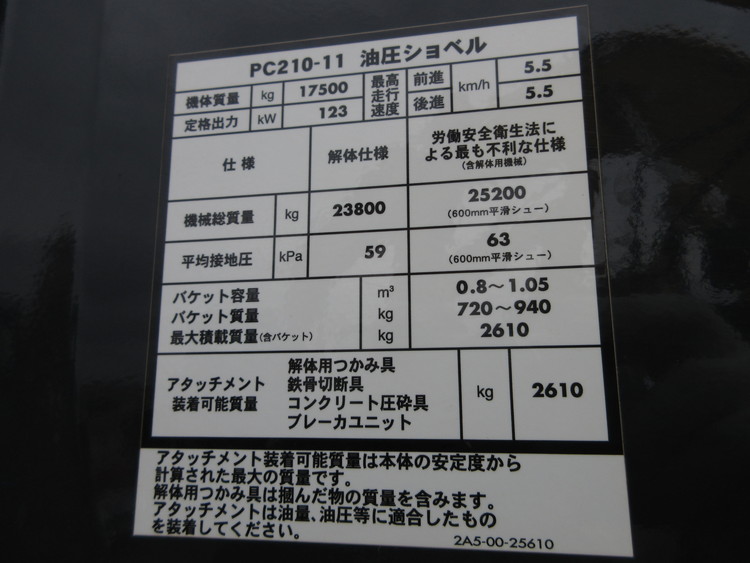 PC210-11 油圧ショベル
機体質量 kg 17500 最高走行速度 前進 km/h 5.5
定格出力 kW 123 後進 5.5
仕様 解体仕様 労働安全衛生法による最も不利な仕様 (含解体用機械)
機械総質量 kg 23800 25200 (600mm平滑シュー)
平均接地圧 kPa 59 63 (600mm平滑シュー)
バケット容量 m³ 0.8〜1.05
バケット質量 kg 720〜940
最大積載質量(含バケット) kg 2610
アタッチメント装着可能質量 解体用つかみ具 鉄骨切断具 コンクリート圧砕具 ブレーカユニット kg 2610
アタッチメント装着可能質量は本体の安定度から
計算された最大の質量です。
解体用つかみ具は掴んだ物の質量を含みます。
アタッチメントは油量、油圧等に適合したもの
を装着してください。
2A5-00-25610